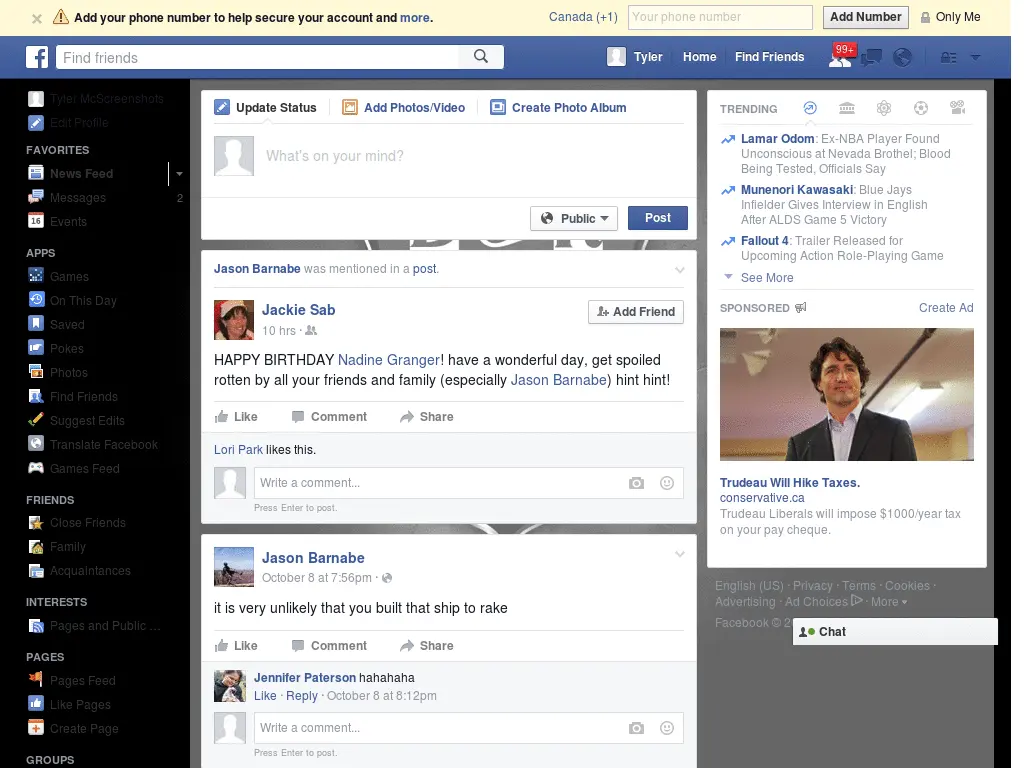 Add your phone number to help secure your account and more.
Canada (+1)
Your phone number
Add Number
Only Me
Find friends
Tyler
Home
Find Friends
99+
Tyler McScreenshots
Edit Profile
FAVORITES
News Feed
Messages 2
Events
16
APPS
Games
On This Day
Saved
Pokes
Photos
Find Friends
Suggest Edits
Translate Facebook
Games Feed
FRIENDS
Close Friends
Family
Acquaintances
INTERESTS
Pages and Public ...
PAGES
Pages Feed
Like Pages
Create Page
GROUPS
Update Status
Add Photos/Video
Create Photo Album
What's on your mind?
Public
Post
Jason Barnabe was mentioned in a post.
Jackie Sab
10 hrs ·
Add Friend
HAPPY BIRTHDAY Nadine Granger! have a wonderful day, get spoiled
rotten by all your friends and family (especially Jason Barnabe) hint hint!
Like Comment Share
Lori Park likes this.
Write a comment...
Press Enter to post.
Jason Barnabe
October 8 at 7:56pm ·
it is very unlikely that you built that ship to rake
Like Comment Share
Jennifer Paterson hahahaha
Like · Reply · October 8 at 8:12pm
Write a comment...
Press Enter to post.
TRENDING
Lamar Odom: Ex-NBA Player Found
Unconscious at Nevada Brothel; Blood
Being Tested, Officials Say
Munenori Kawasaki: Blue Jays
Infielder Gives Interview in English
After ALDS Game 5 Victory
Fallout 4: Trailer Released for
Upcoming Action Role-Playing Game
See More
SPONSORED
Create Ad
Trudeau Will Hike Taxes.
conservative.ca
Trudeau Liberals will impose $1000/year tax
on your pay cheque.
English (US) · Privacy · Terms · Cookies ·
Advertising · Ad Choices · More
Facebook ©
Chat